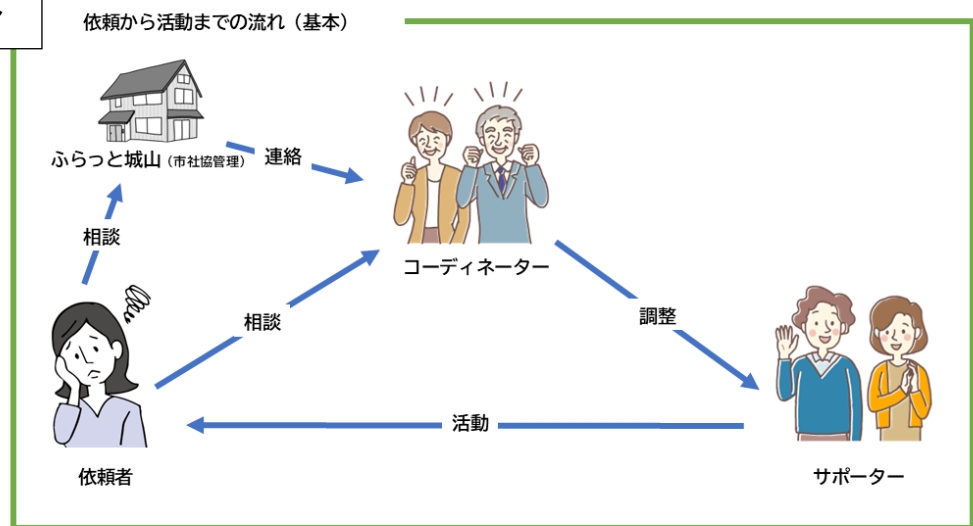 依頼から活動までの流れ（基本）
ふらっと城山（市社協管理）
連絡
相談
コーディネーター
相談
調整
活動
依頼者
サポーター